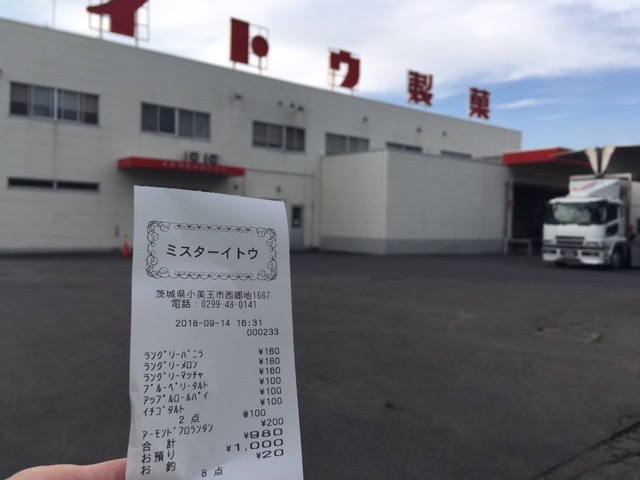 イトウ製菓
ミスターイトウ
茨城県小美玉市西郷地1667
電話：0299-48-0141
2018-09-14 16:31
000233
ラングリーバニラ ¥160
ラングリーメロン ¥160
ラングリーマッチャ ¥160
ブルーベリータルト ¥100
アップルロールパイ ¥100
イチゴタルト ¥100
2 点 @100
アーモンドフロランタン ¥200
合 計 ¥980
お預り ¥1,000
お 釣 ¥20
8 点